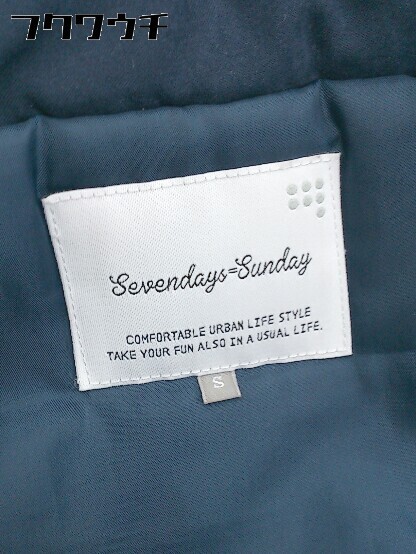 フクワウチ
Sevendays=Sunday
COMFORTABLE URBAN LIFE STYLE
TAKE YOUR FUN ALSO IN A USUAL LIFE.
S